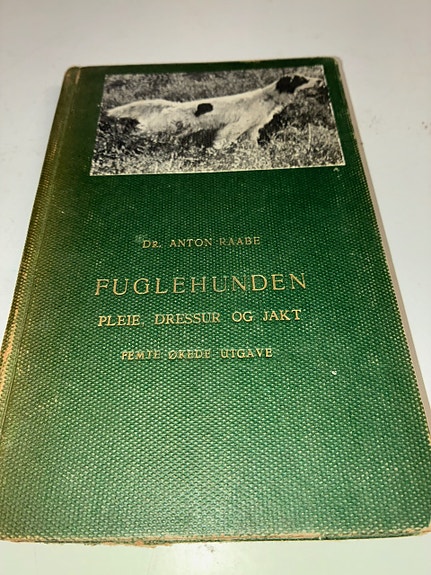 DR. ANTON RAABE
FUGLEHUNDEN
PLEIE, DRESSUR OG JAKT
FEMTE ØKEDE UTGAVE